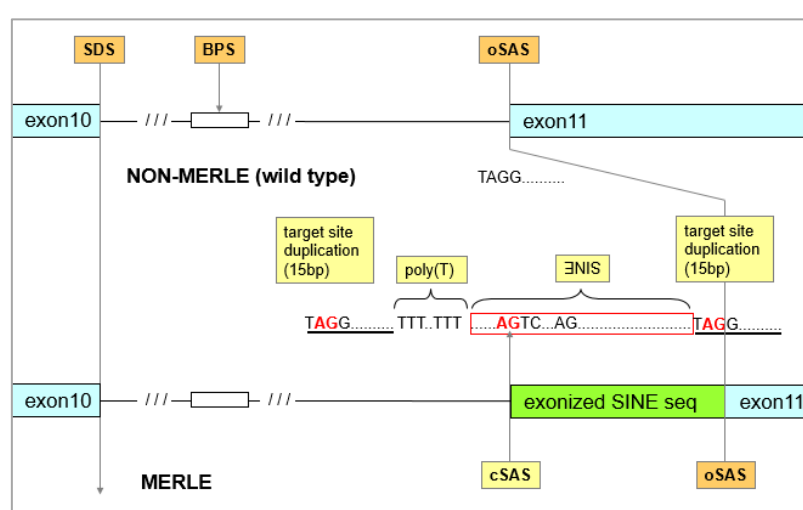 SDS BPS oSAS
exon10 / / / / / / exon11
NON-MERLE (wild type) TAGG..........
target site
duplication
(15bp)
poly(T)
SINE
target site
duplication
(15bp)
TAGG.......... TTT..TTT ......AGTC...AG............................ TAGG..........
exon10 / / / / / / exonized SINE seq exon11
MERLE cSAS oSAS